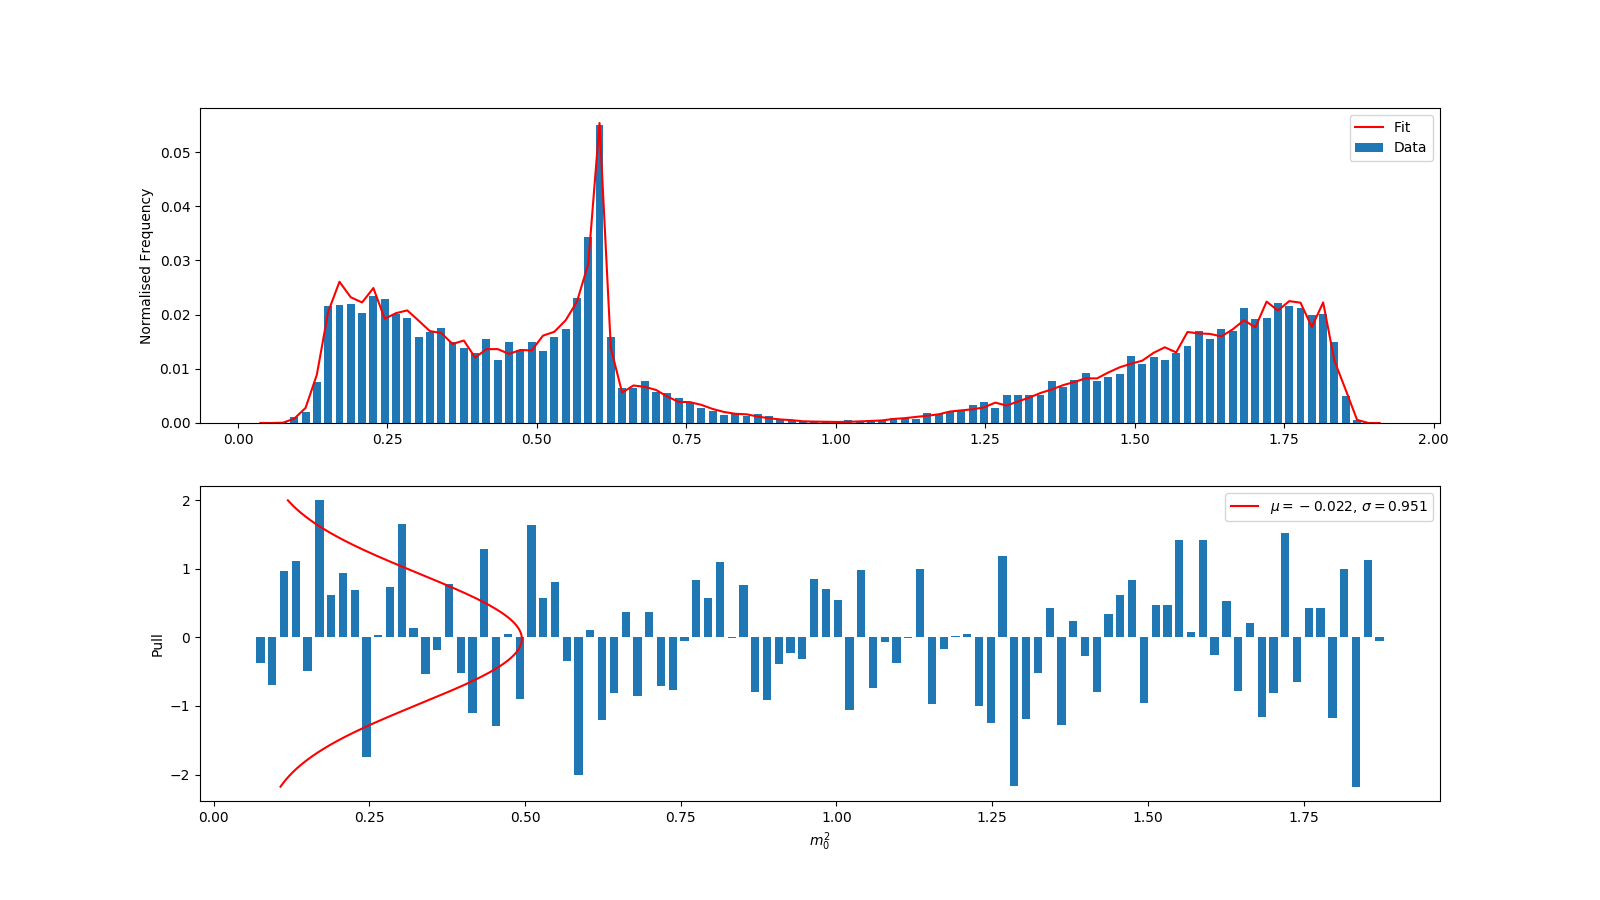 Normalised Frequency
0.05
0.04
0.03
0.02
0.01
0.00
0.00 0.25 0.50 0.75 1.00 1.25 1.50 1.75 2.00
Fit
Data
Pull
2
1
0
−1
−2
0.00 0.25 0.50 0.75 1.00 1.25 1.50 1.75
μ = − 0.022, σ = 0.951
m₀²